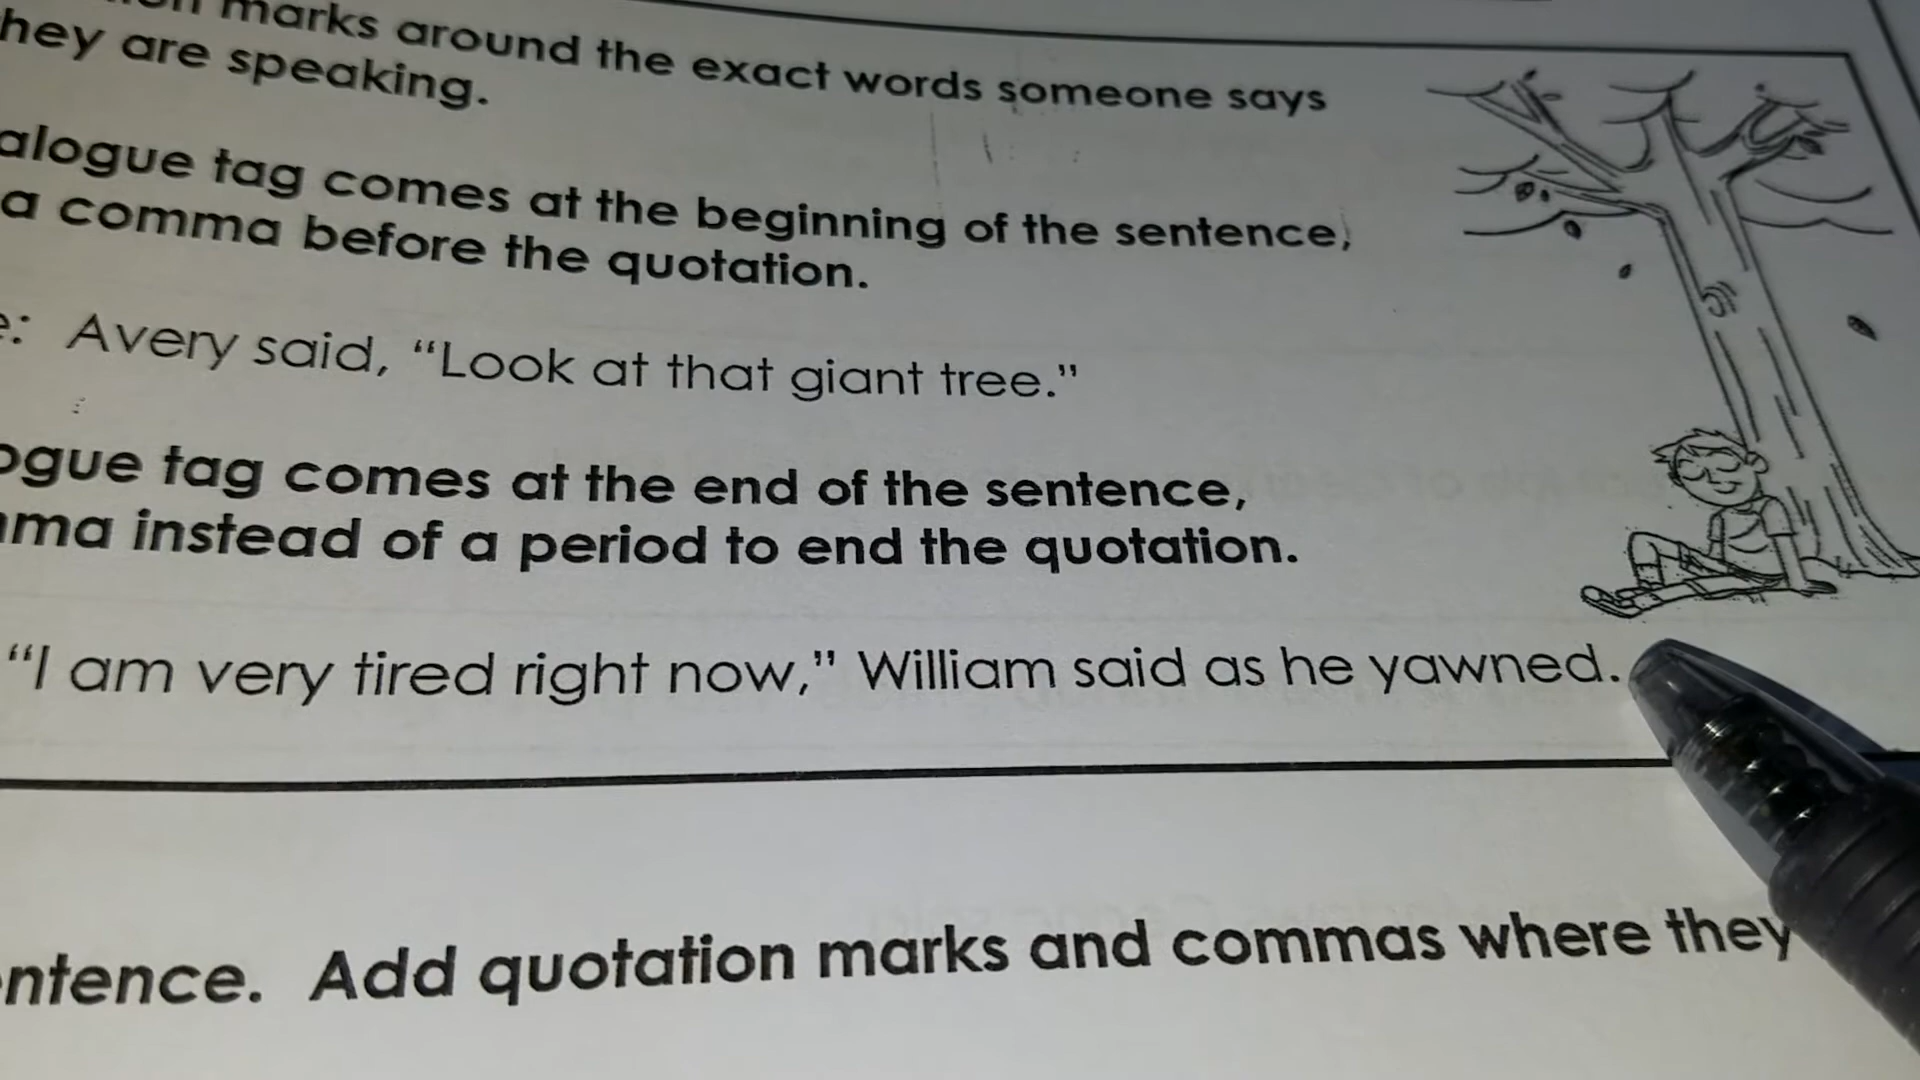 marks around the exact words someone says
they are speaking.
alogue tag comes at the beginning of the sentence,
a comma before the quotation.
e: Avery said, “Look at that giant tree.”
ogue tag comes at the end of the sentence,
mma instead of a period to end the quotation.
“I am very tired right now,” William said as he yawned.
entence. Add quotation marks and commas where they